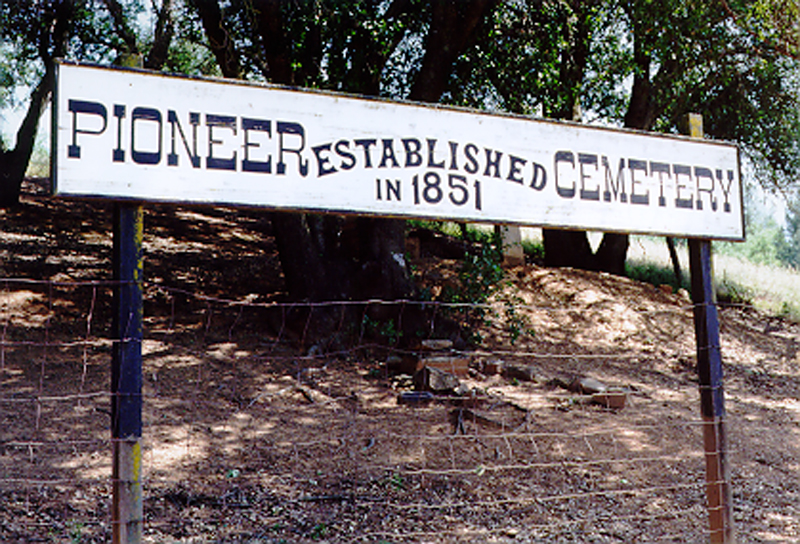 PIONEER ESTABLISHED CEMETERY
IN 1851